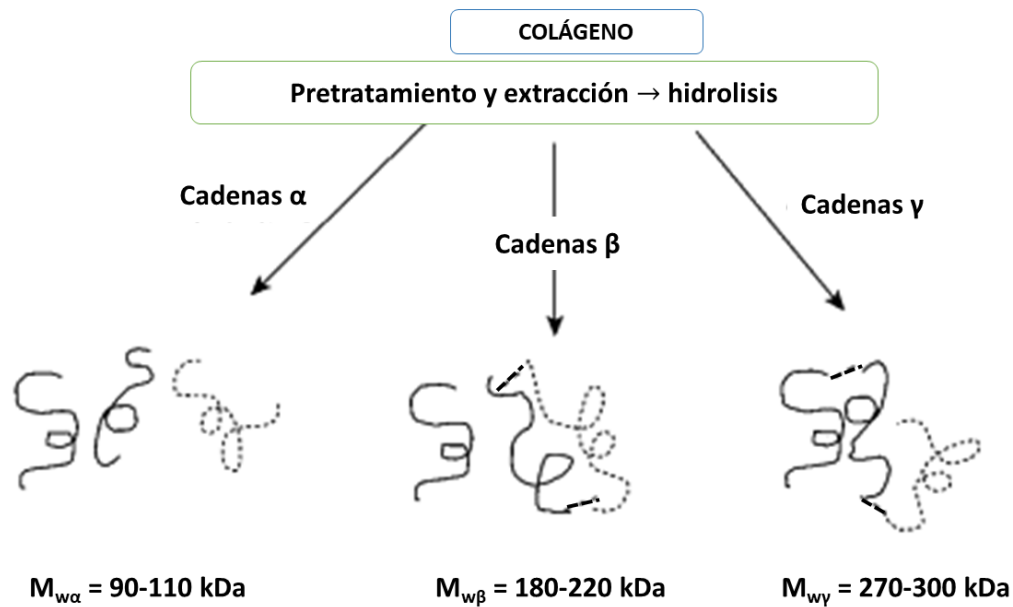 COLÁGENO
Pretratamiento y extracción → hidrolisis
Cadenas α
Cadenas β
Cadenas γ
Mwα = 90-110 kDa
Mwβ = 180-220 kDa
Mwγ = 270-300 kDa